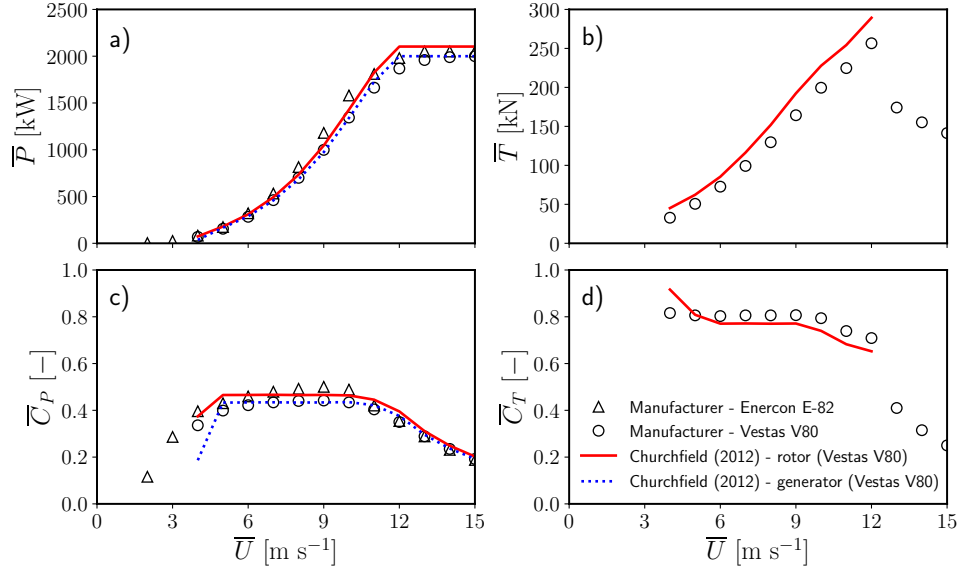 a)
2500
2000
1500
1000
500
0
P [kW]
b)
300
250
200
150
100
50
0
T [kN]
c)
1.0
0.8
0.6
0.4
0.2
0.0
C_P [−]
0 3 6 9 12 15
U [m s⁻¹]
d)
1.0
0.8
0.6
0.4
0.2
0.0
C_T [−]
Manufacturer - Enercon E-82
Manufacturer - Vestas V80
Churchfield (2012) - rotor (Vestas V80)
Churchfield (2012) - generator (Vestas V80)
0 3 6 9 12 15
U [m s⁻¹]